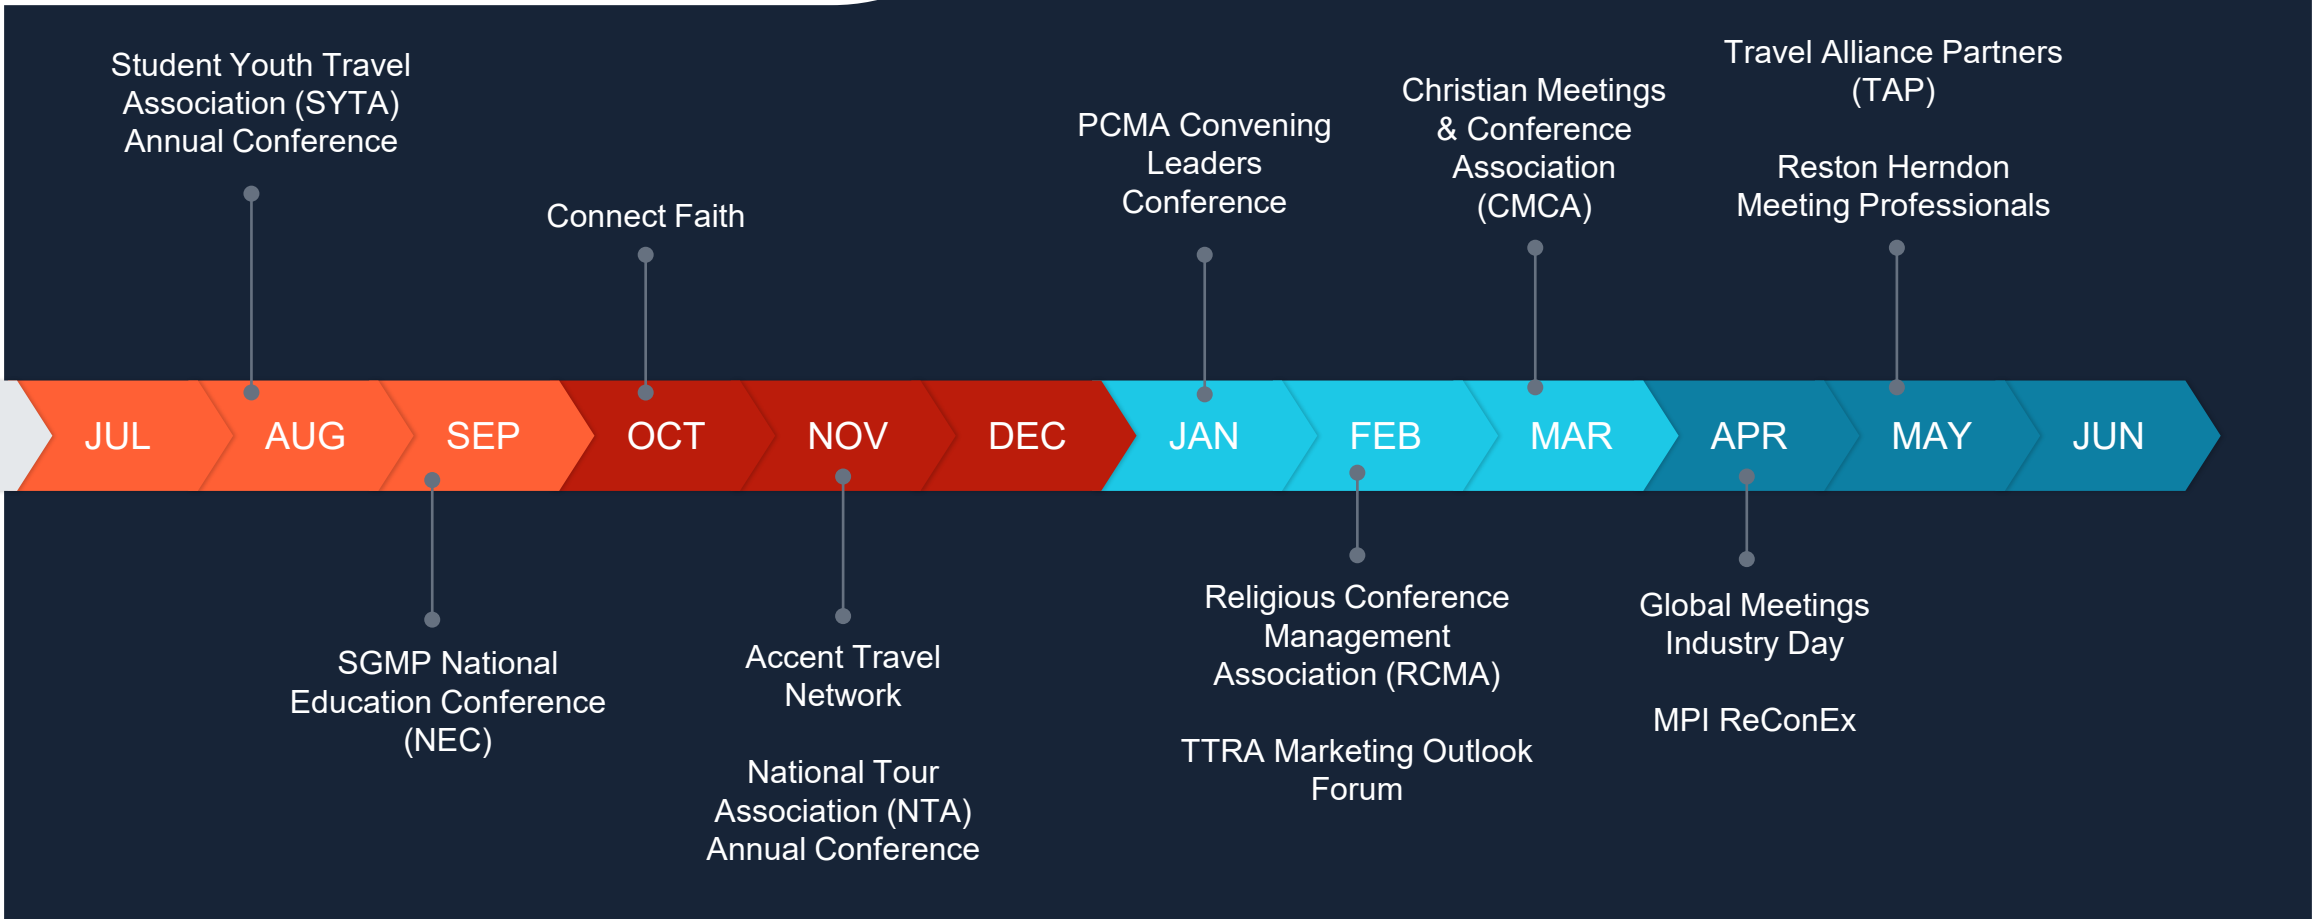 Student Youth Travel
Association (SYTA)
Annual Conference
Connect Faith
PCMA Convening
Leaders
Conference
Christian Meetings
& Conference
Association
(CMCA)
Travel Alliance Partners
(TAP)
Reston Herndon
Meeting Professionals
JUL AUG SEP OCT NOV DEC JAN FEB MAR APR MAY JUN
SGMP National
Education Conference
(NEC)
Accent Travel
Network
National Tour
Association (NTA)
Annual Conference
Religious Conference
Management
Association (RCMA)
TTRA Marketing Outlook
Forum
Global Meetings
Industry Day
MPI ReConEx